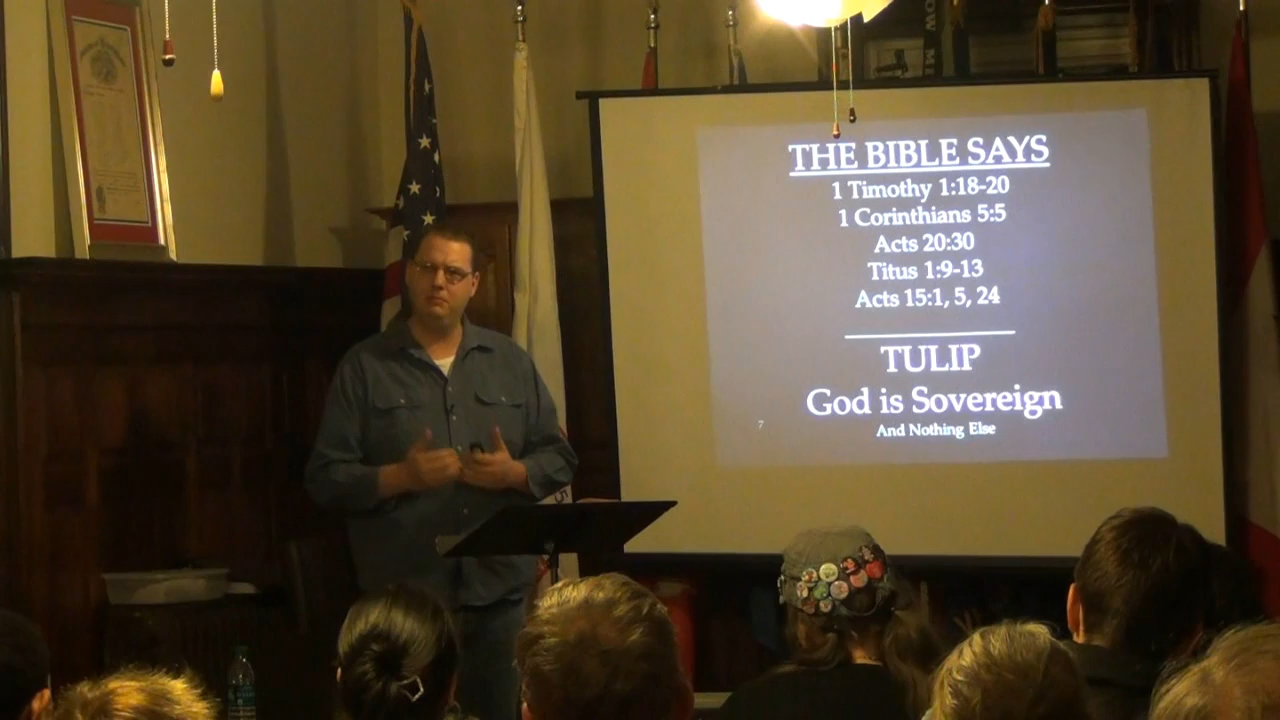 THE BIBLE SAYS
1 Timothy 1:18-20
1 Corinthians 5:5
Acts 20:30
Titus 1:9-13
Acts 15:1, 5, 24
TULIP
God is Sovereign
And Nothing Else
7